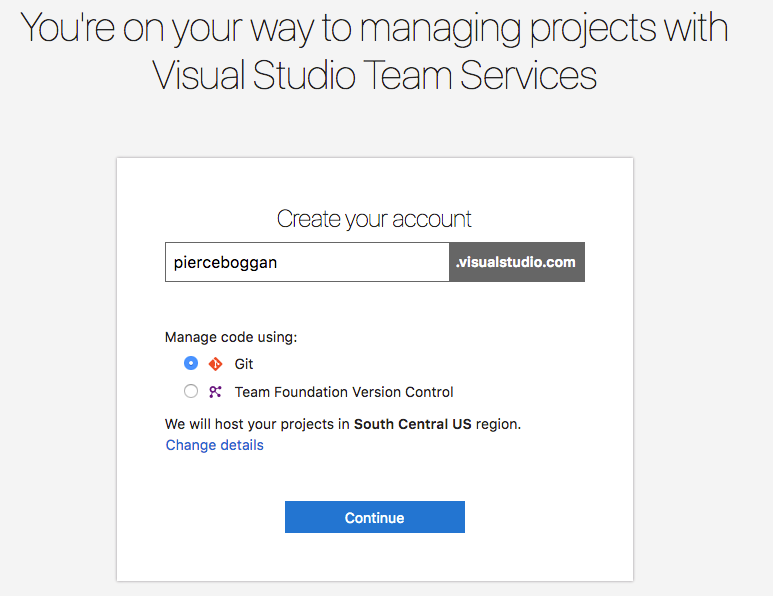 You're on your way to managing projects with
Visual Studio Team Services
Create your account
pierceboggan .visualstudio.com
Manage code using:
Git
Team Foundation Version Control
We will host your projects in South Central US region.
Change details
Continue